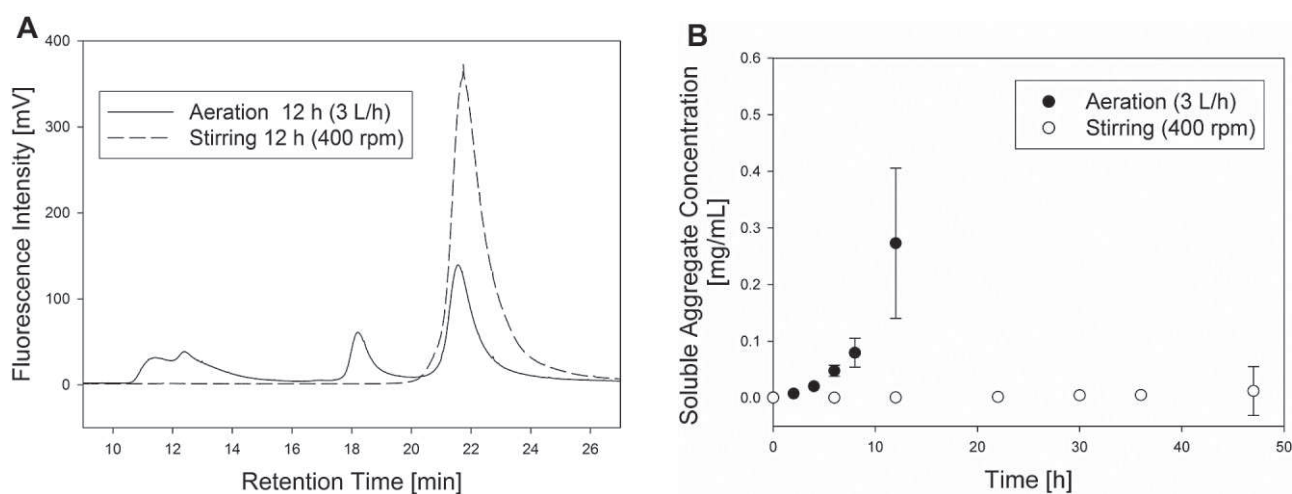 A
Fluorescence Intensity [mV]
400
300
200
100
0
Aeration 12 h (3 L/h)
Stirring 12 h (400 rpm)
10 12 14 16 18 20 22 24 26
Retention Time [min]
B
Soluble Aggregate Concentration
[mg/mL]
0.6
0.5
0.4
0.3
0.2
0.1
0.0
Aeration (3 L/h)
Stirring (400 rpm)
0 10 20 30 40 50
Time [h]